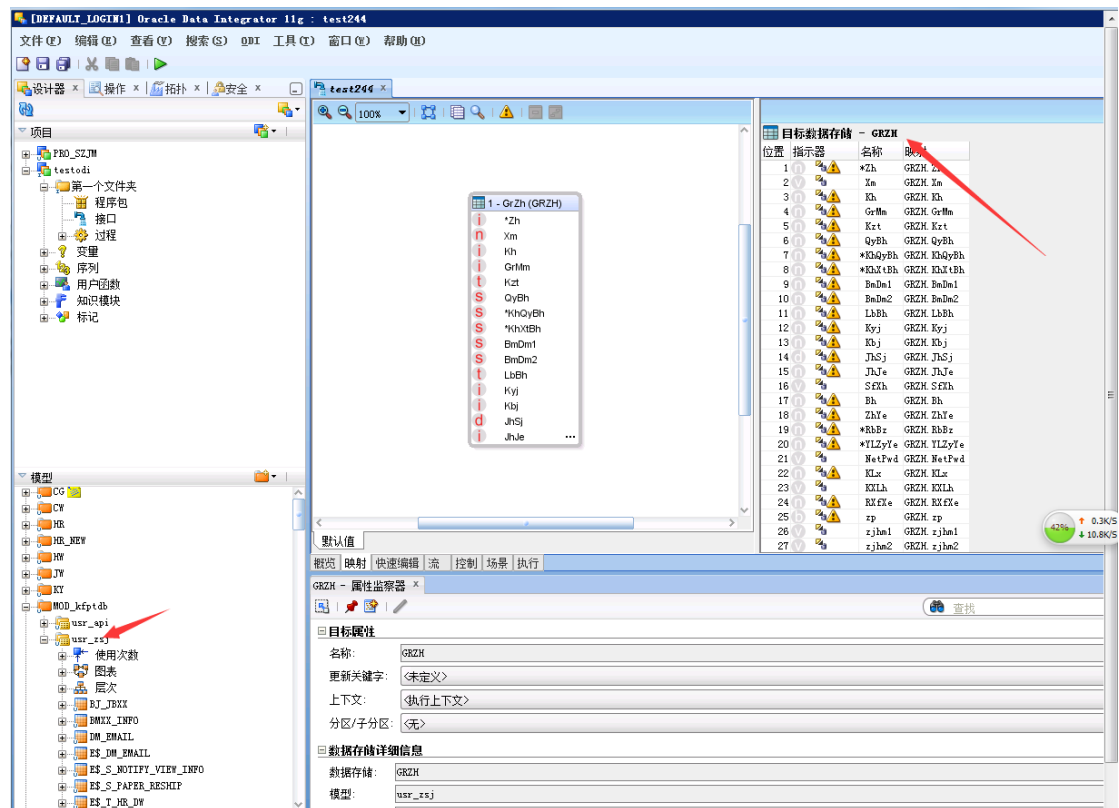 [DEFAULT_LOGIN1] Oracle Data Integrator 11g : test244
文件(F) 编辑(E) 查看(V) 搜索(S) ODI 工具(T) 窗口(W) 帮助(H)
设计器 × 操作 × 拓扑 × 安全 ×
项目
PRO_SZJM
testodi
第一个文件夹
程序包
接口
过程
变量
序列
用户函数
知识模块
标记
模型
CG
CW
HR
HR_NEW
HW
JW
KY
MOD_kfptdb
usr_api
usr_zsj
使用次数
图表
层次
BJ_JBXX
BMXX_INFO
DM_EMAIL
E$_DM_EMAIL
E$_S_NOTIFY_VIEW_INFO
E$_S_PAPER_RESHIP
E$_T_HR_DW
test244 ×
100%
1 - GrZh (GRZH)
i *Zh
n Xm
i Kh
i GrMm
t Kzt
s QyBh
s *KhQyBh
s *KhXtBh
s BmDm1
s BmDm2
t LbBh
i Kyj
i Kbj
d JhSj
i JhJe ...
默认值
目标数据存储 - GRZH
位置 指示器 名称 映射
1 n *Zh
2 v Xm GRZH.Xm
3 n Kh GRZH.Kh
4 n GrMm GRZH.GrMm
5 n Kzt GRZH.Kzt
6 n QyBh GRZH.QyBh
7 n *KhQyBh GRZH.KhQyBh
8 n *KhXtBh GRZH.KhXtBh
9 n BmDm1 GRZH.BmDm1
10 n BmDm2 GRZH.BmDm2
11 n LbBh GRZH.LbBh
12 n Kyj GRZH.Kyj
13 n Kbj GRZH.Kbj
14 d JhSj GRZH.JhSj
15 n JhJe GRZH.JhJe
16 v SfXh GRZH.SfXh
17 n Bh GRZH.Bh
18 n ZhYe GRZH.ZhYe
19 n *RbBz GRZH.RbBz
20 n *YLZyYe GRZH.YLZyYe
21 v NetPwd GRZH.NetPwd
22 n KLx GRZH.KLx
23 v KXLh GRZH.KXLh
24 n RXfXe GRZH.RXfXe
25 b zp GRZH.zp
26 v zjhm1 GRZH.zjhm1
27 v zjhm2 GRZH.zjhm2
42% 0.3K/S
10.8K/S
概览 映射 快速编辑 流 控制 场景 执行
GRZH - 属性监察器 ×
查找
目标属性
名称: GRZH
更新关键字: <未定义>
上下文: <执行上下文>
分区/子分区: <无>
数据存储详细信息
数据存储: GRZH
模型: usr_zsj